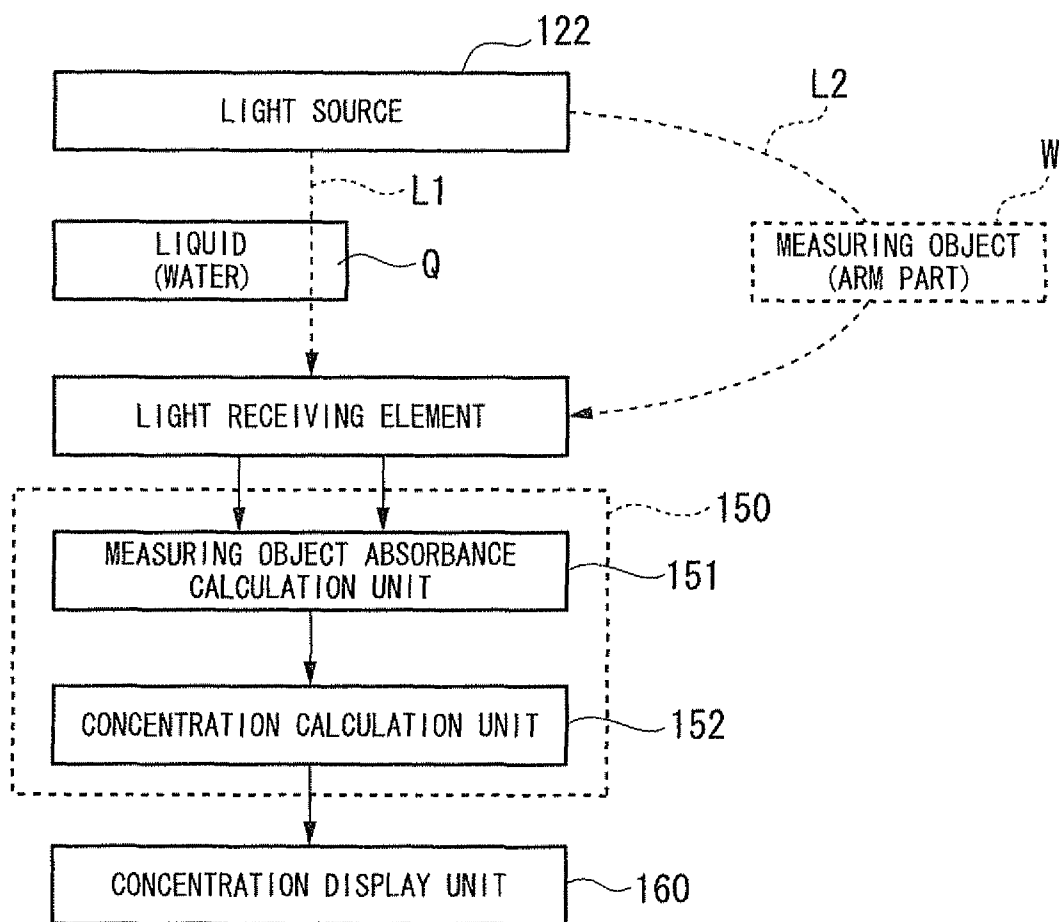 122
LIGHT SOURCE
L2
L1
W
LIQUID
(WATER)
Q
MEASURING OBJECT
(ARM PART)
LIGHT RECEIVING ELEMENT
150
MEASURING OBJECT ABSORBANCE
CALCULATION UNIT
151
CONCENTRATION CALCULATION UNIT
152
CONCENTRATION DISPLAY UNIT
160